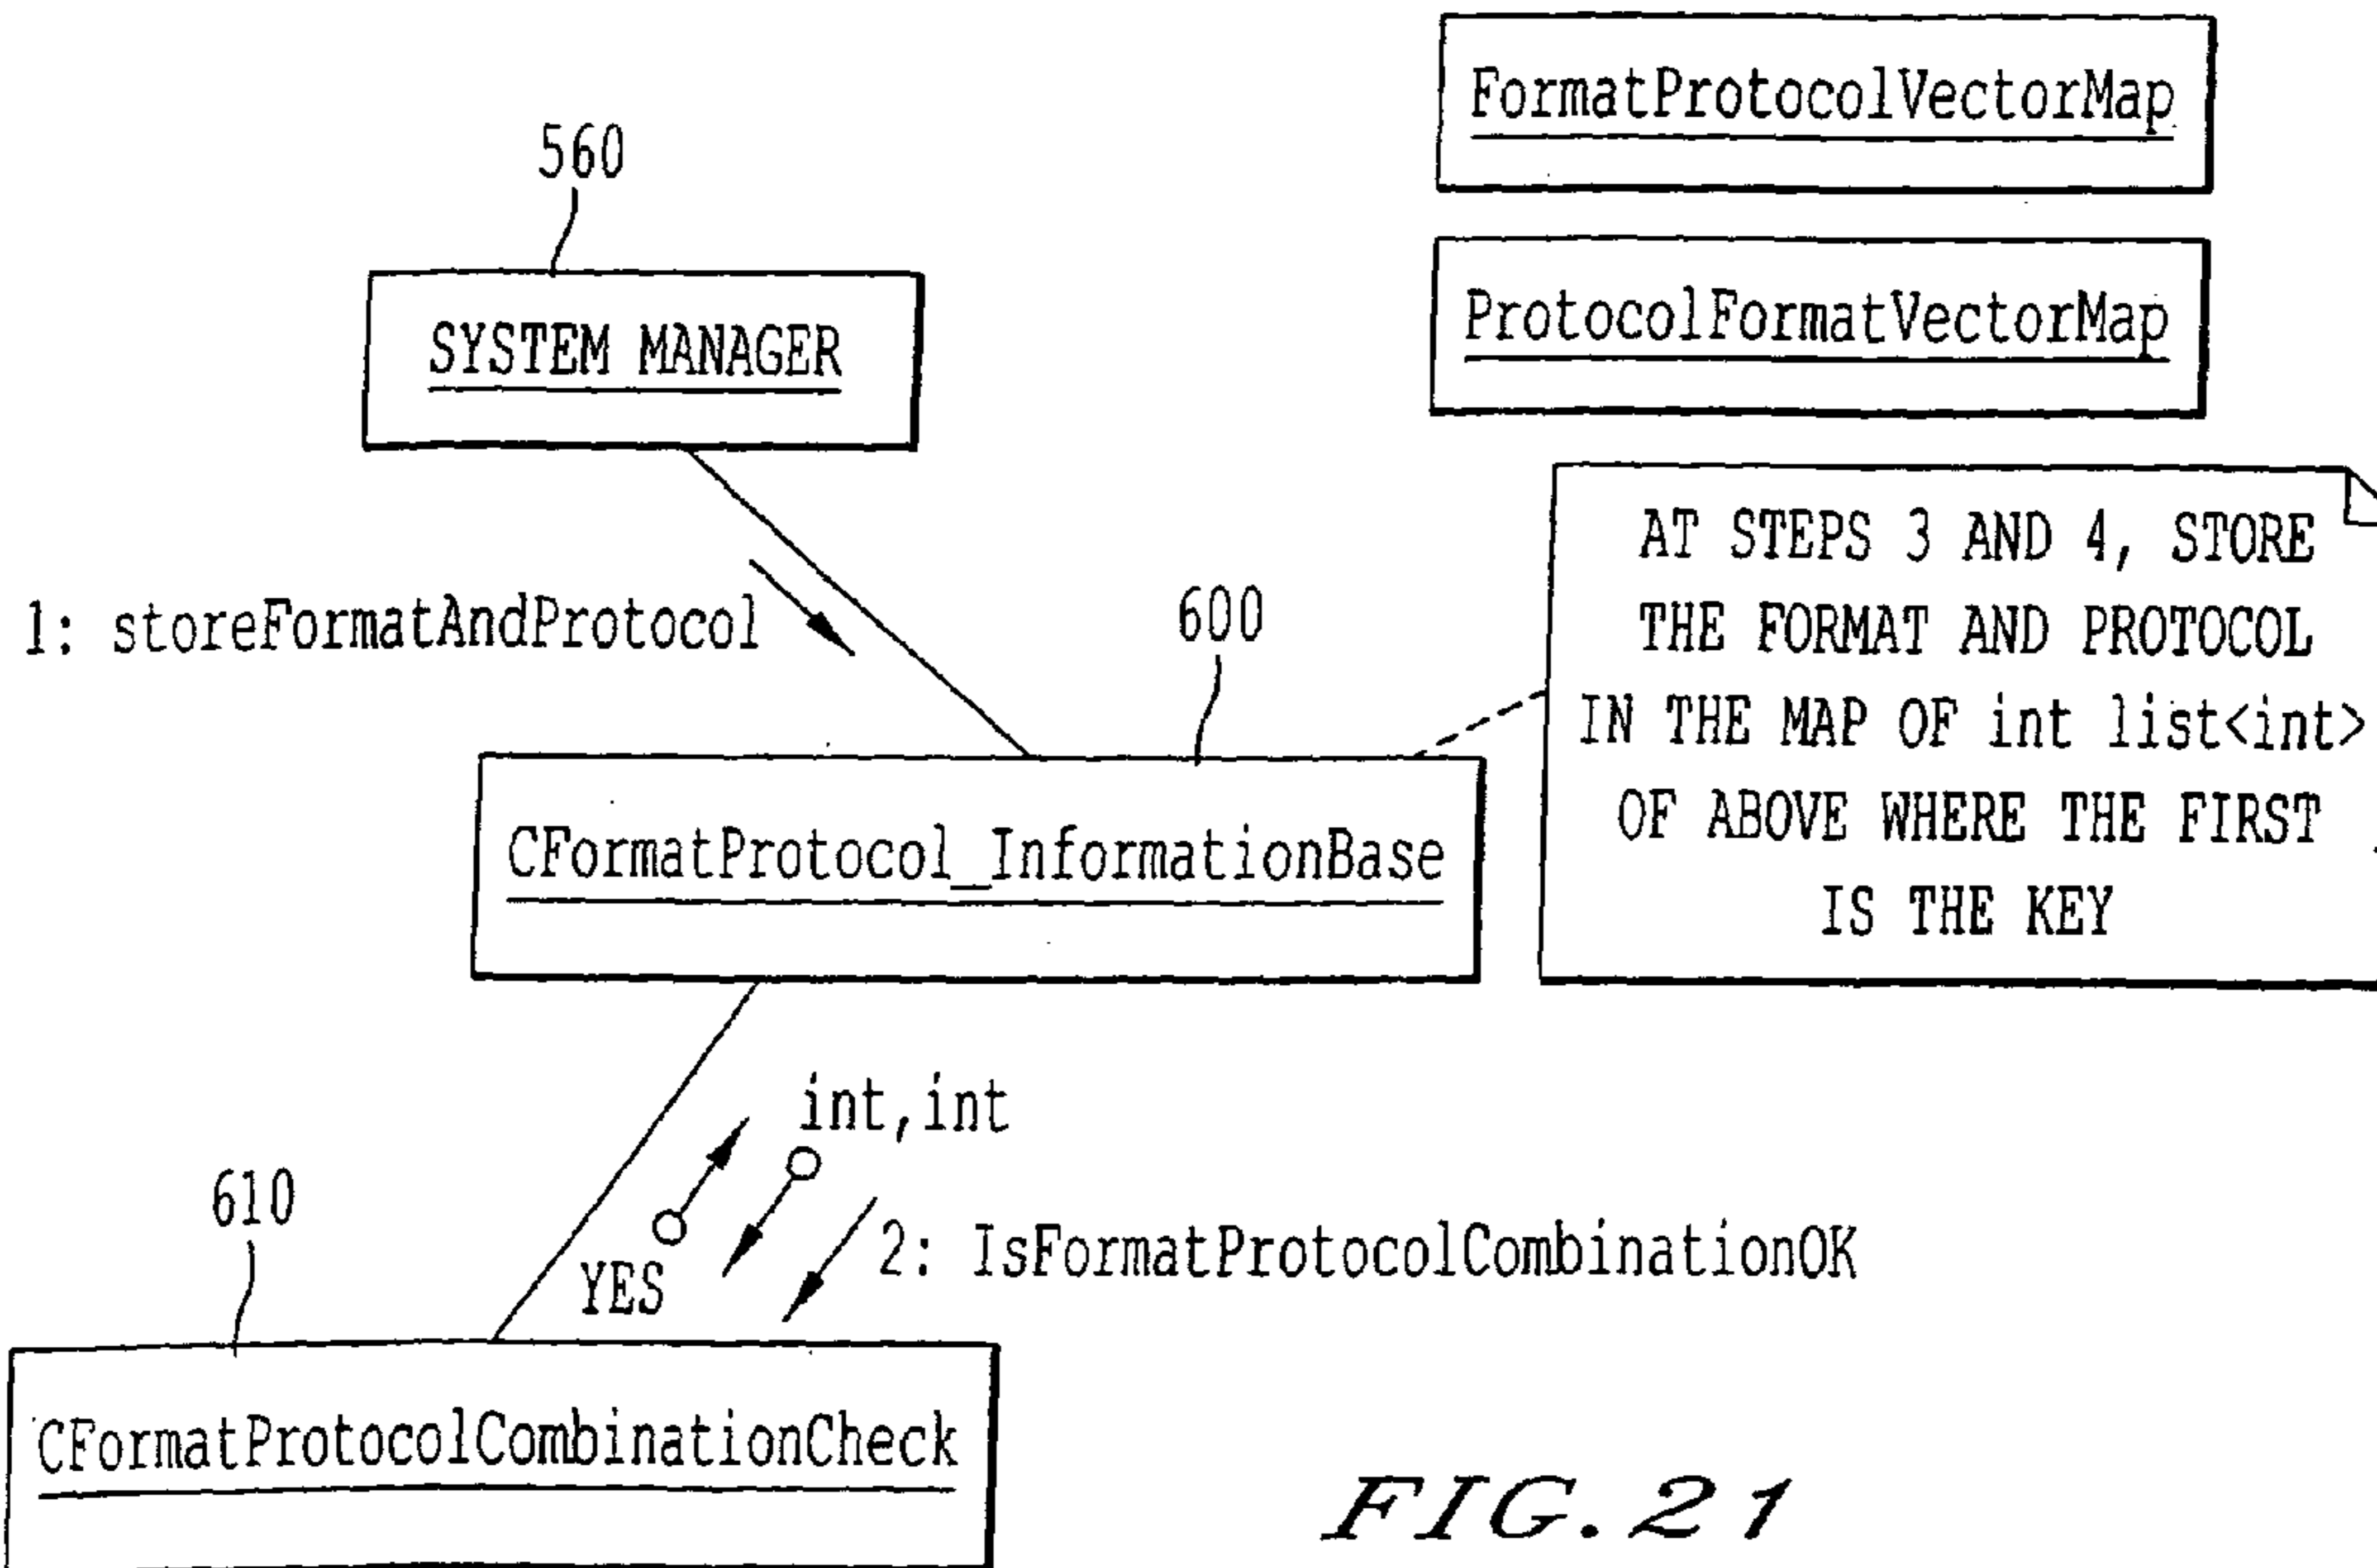 FormatProtocolVectorMap
560
ProtocolFormatVectorMap
SYSTEM MANAGER
AT STEPS 3 AND 4, STORE
THE FORMAT AND PROTOCOL
IN THE MAP OF int list<int>
OF ABOVE WHERE THE FIRST
IS THE KEY
1: storeFormatAndProtocol
600
CFormatProtocol_InformationBase
int,int
YES
2: IsFormatProtocolCombinationOK
610
CFormatProtocolCombinationCheck
FIG.21